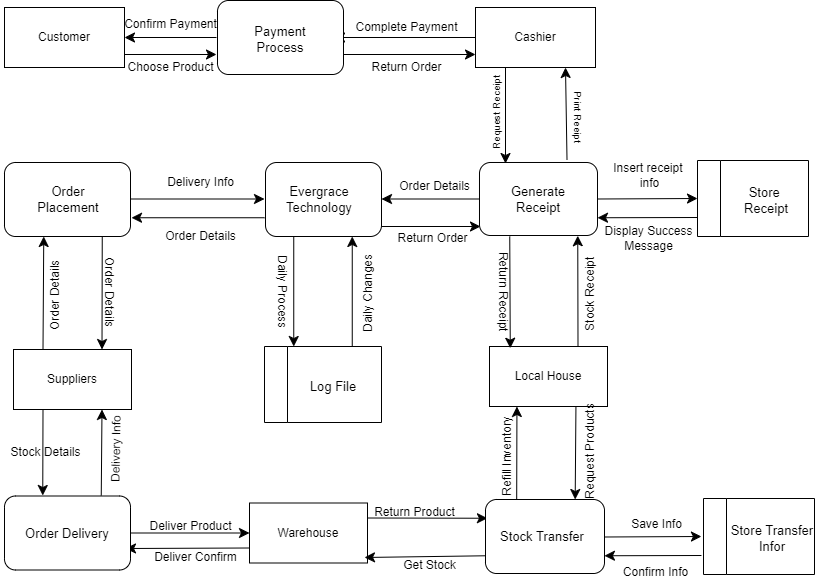 Customer
Confirm Payment
Choose Product
Payment
Process
Complete Payment
Return Order
Cashier
Request Receipt
Print Reeipt
Order
Placement
Delivery Info
Order Details
Evergrace
Technology
Order Details
Return Order
Generate
Receipt
Insert receipt
info
Display Success
Message
Store
Receipt
Order Details
Order Details
Daily Process
Daily Changes
Return Receipt
Stock Receipt
Suppliers
Log File
Local House
Stock Details
Delivery Info
Refill Inventory
Request Products
Order Delivery
Deliver Product
Deliver Confirm
Warehouse
Return Product
Get Stock
Stock Transfer
Save Info
Confirm Info
Store Transfer
Infor